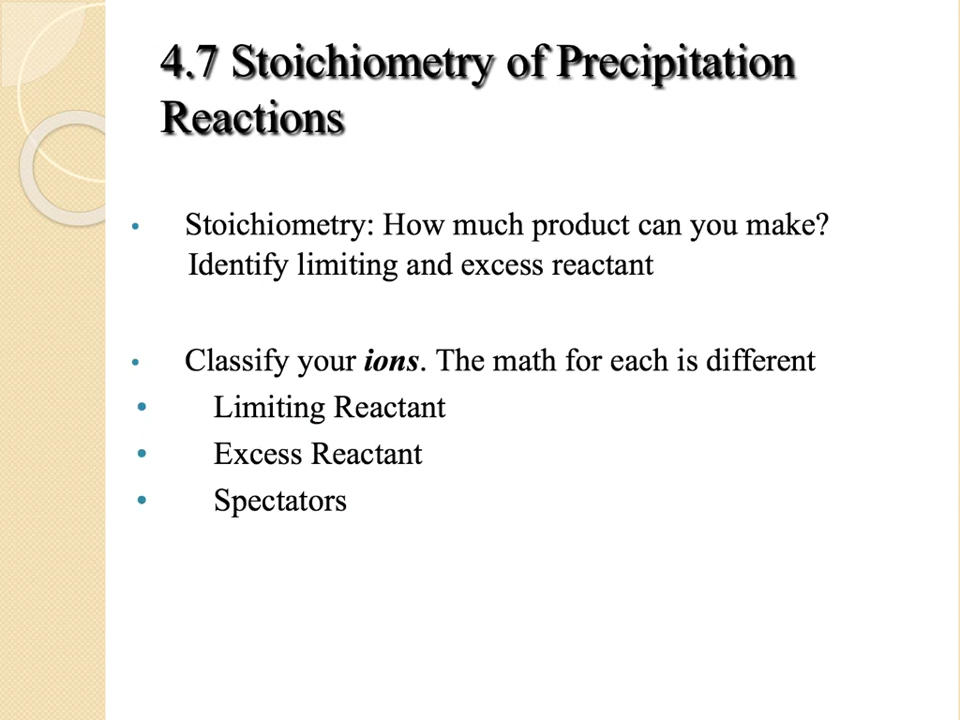 4.7 Stoichiometry of Precipitation
Reactions
• Stoichiometry: How much product can you make?
Identify limiting and excess reactant
• Classify your ions. The math for each is different
• Limiting Reactant
• Excess Reactant
• Spectators